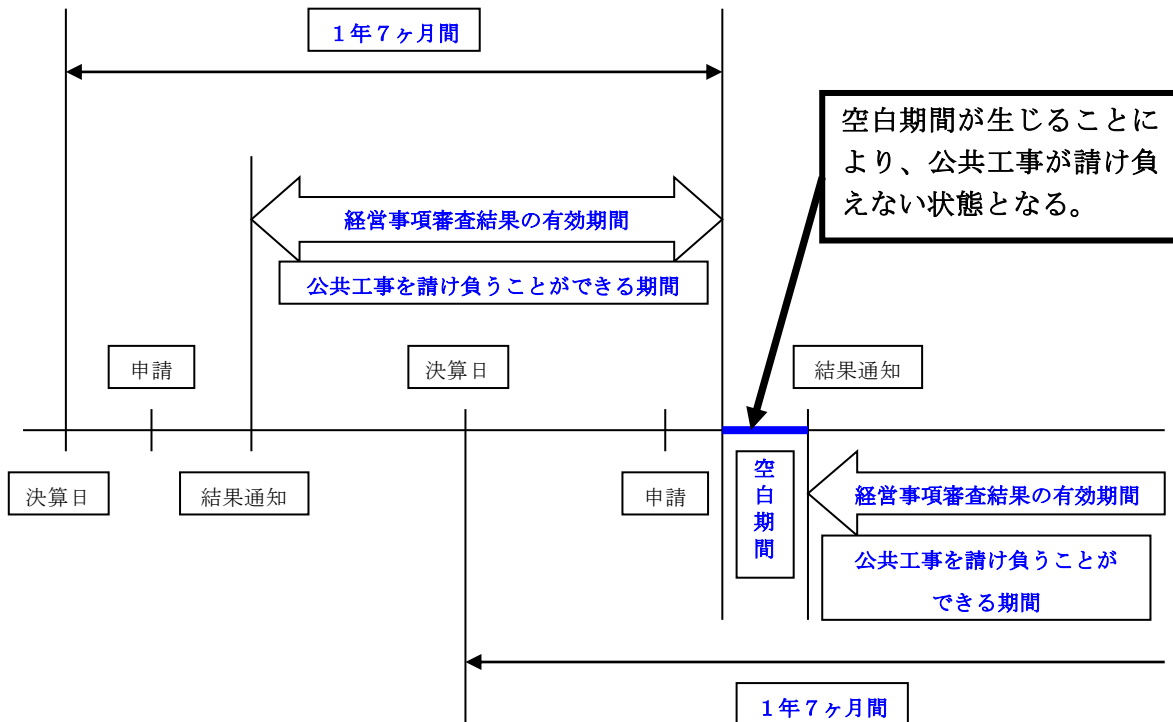 １年７ヶ月間
空白期間が生じることに
より、公共工事が請け負
えない状態となる。
経営事項審査結果の有効期間
公共工事を請け負うことができる期間
申請
決算日
結果通知
決算日
結果通知
申請
空白期間
経営事項審査結果の有効期間
公共工事を請け負うことが
できる期間
１年７ヶ月間